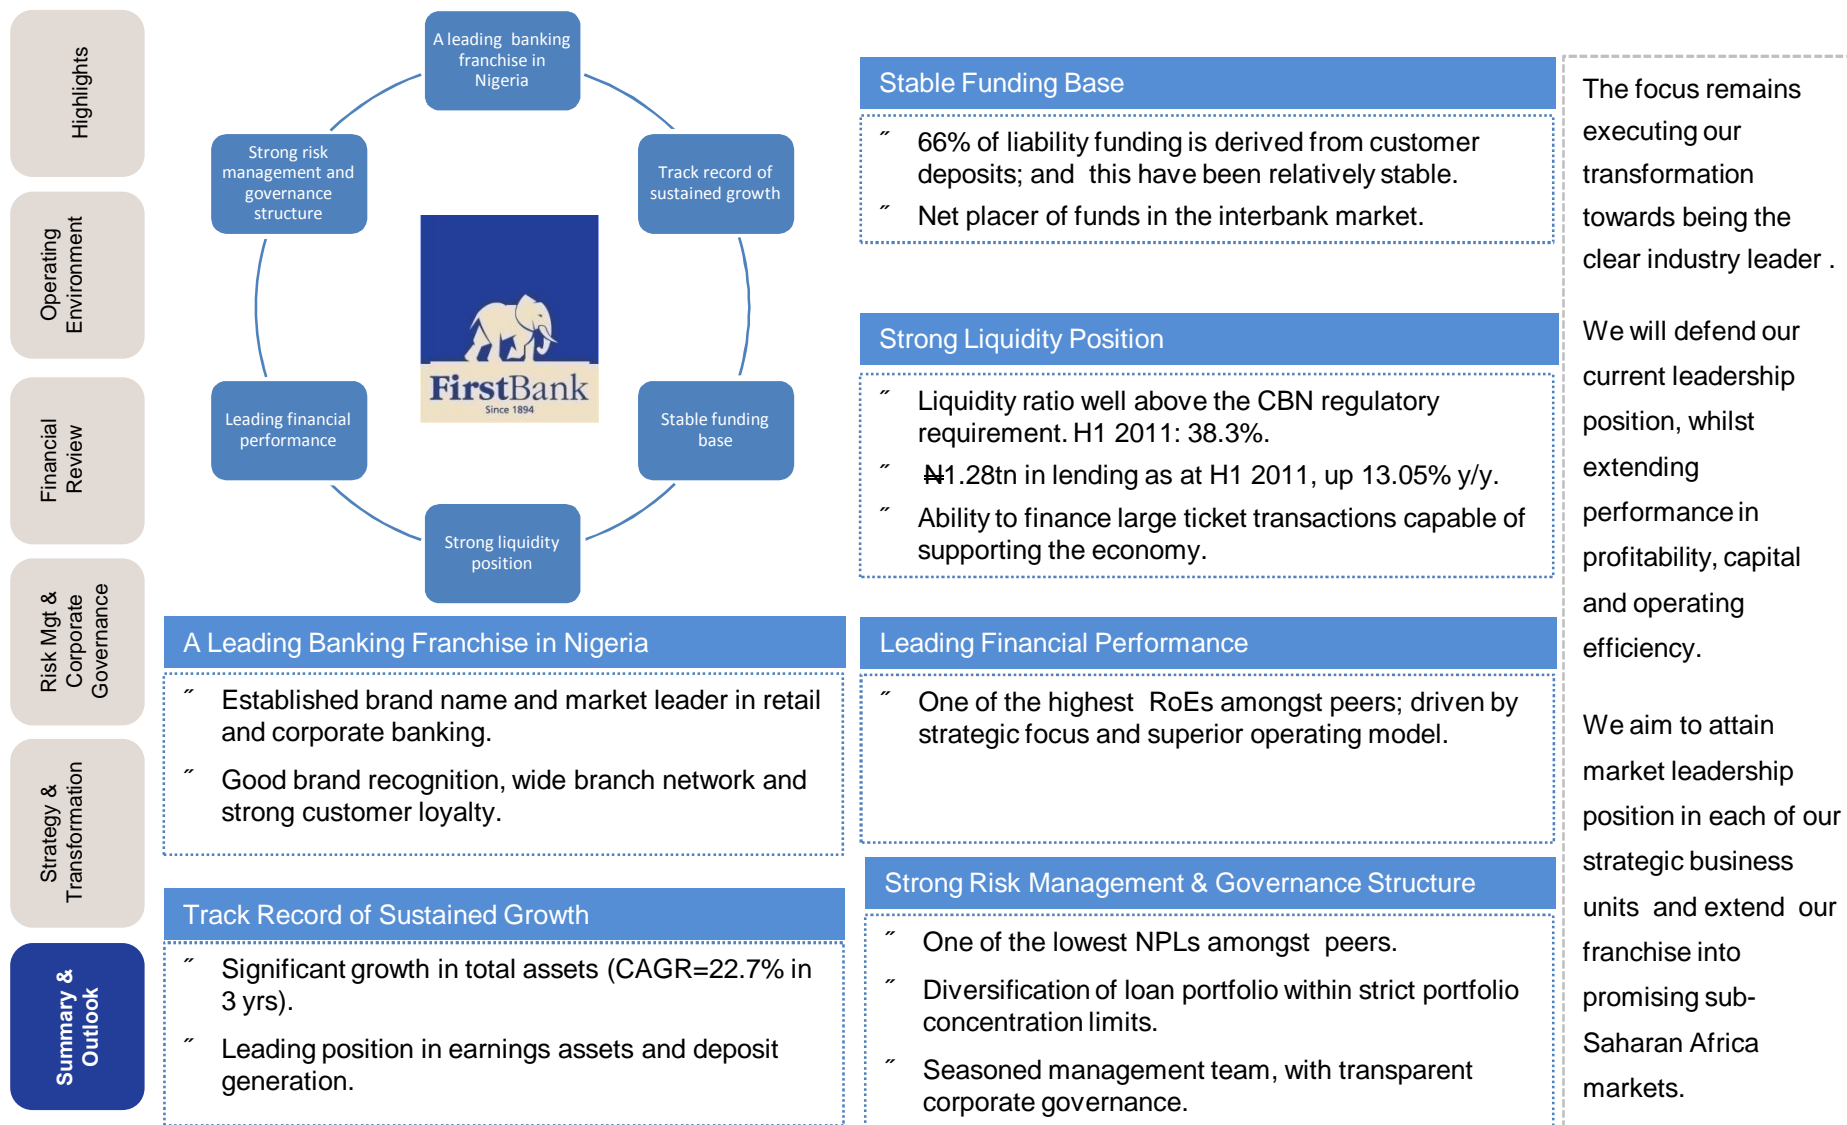 Highlights
Operating
Environment
Financial
Review
Risk Mgt &
Corporate
Governance
Strategy &
Transformation
Summary &
Outlook
A leading banking
franchise in
Nigeria
Track record of
sustained growth
Stable funding
base
Strong liquidity
position
Leading financial
performance
Strong risk
management and
governance
structure
FirstBank
Since 1894
A Leading Banking Franchise in Nigeria
˝ Established brand name and market leader in retail
and corporate banking.
˝ Good brand recognition, wide branch network and
strong customer loyalty.
Track Record of Sustained Growth
˝ Significant growth in total assets (CAGR=22.7% in
3 yrs).
˝ Leading position in earnings assets and deposit
generation.
Stable Funding Base
˝ 66% of liability funding is derived from customer
deposits; and this have been relatively stable.
˝ Net placer of funds in the interbank market.
Strong Liquidity Position
˝ Liquidity ratio well above the CBN regulatory
requirement. H1 2011: 38.3%.
˝ ₦1.28tn in lending as at H1 2011, up 13.05% y/y.
˝ Ability to finance large ticket transactions capable of
supporting the economy.
Leading Financial Performance
˝ One of the highest RoEs amongst peers; driven by
strategic focus and superior operating model.
Strong Risk Management & Governance Structure
˝ One of the lowest NPLs amongst peers.
˝ Diversification of loan portfolio within strict portfolio
concentration limits.
˝ Seasoned management team, with transparent
corporate governance.
The focus remains
executing our
transformation
towards being the
clear industry leader .
We will defend our
current leadership
position, whilst
extending
performance in
profitability, capital
and operating
efficiency.
We aim to attain
market leadership
position in each of our
strategic business
units and extend our
franchise into
promising sub-
Saharan Africa
markets.